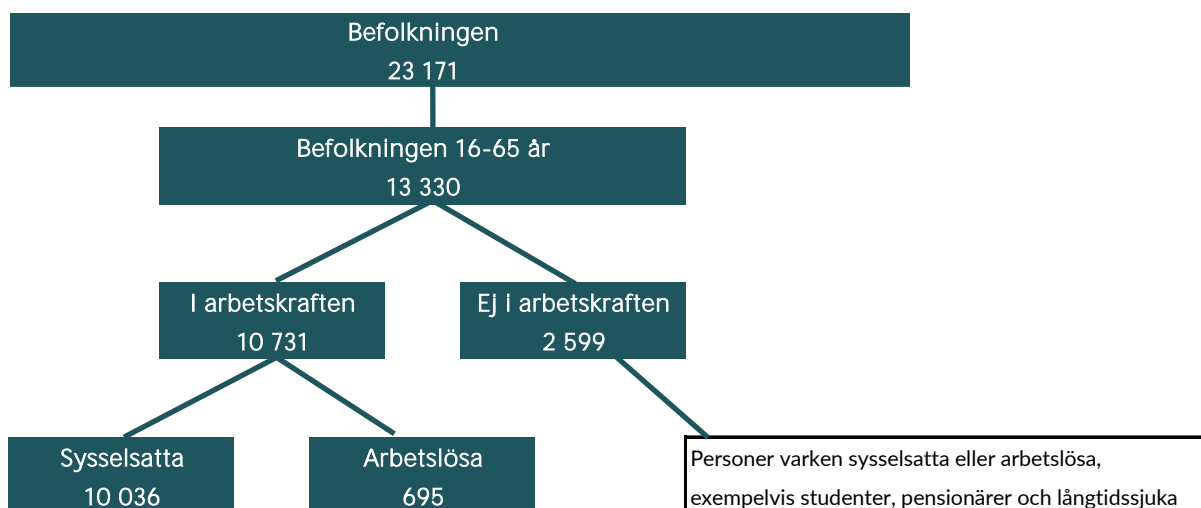 Befolkningen
23 171
Befolkningen 16-65 år
13 330
I arbetskraften
10 731
Ej i arbetskraften
2 599
Sysselsatta
10 036
Arbetslösa
695
Personer varken sysselsatta eller arbetslösa,
exempelvis studenter, pensionärer och långtidssjuka